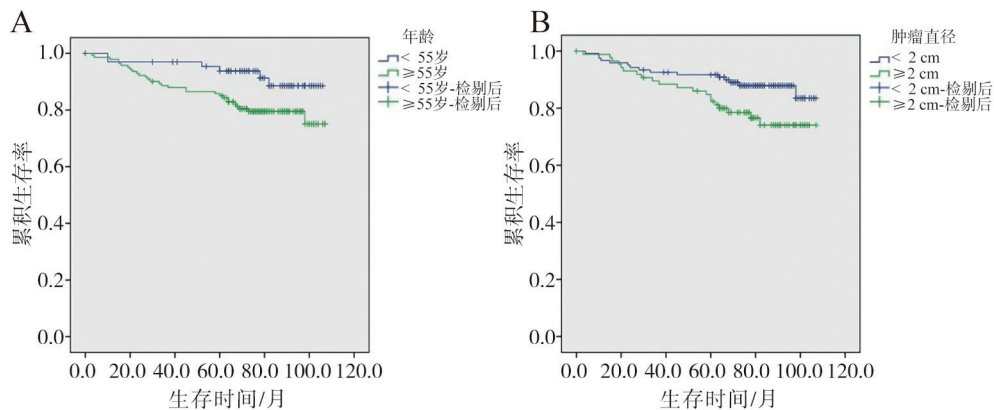 A
年龄
< 55岁
≥55岁
< 55岁-检剔后
≥55岁-检剔后
累积生存率
1.0
0.8
0.6
0.4
0.2
0.0
0.0 20.0 40.0 60.0 80.0 100.0 120.0
生存时间/月
B
肿瘤直径
< 2 cm
≥2 cm
< 2 cm-检剔后
≥2 cm-检剔后
累积生存率
1.0
0.8
0.6
0.4
0.2
0.0
0.0 20.0 40.0 60.0 80.0 100.0 120.0
生存时间/月